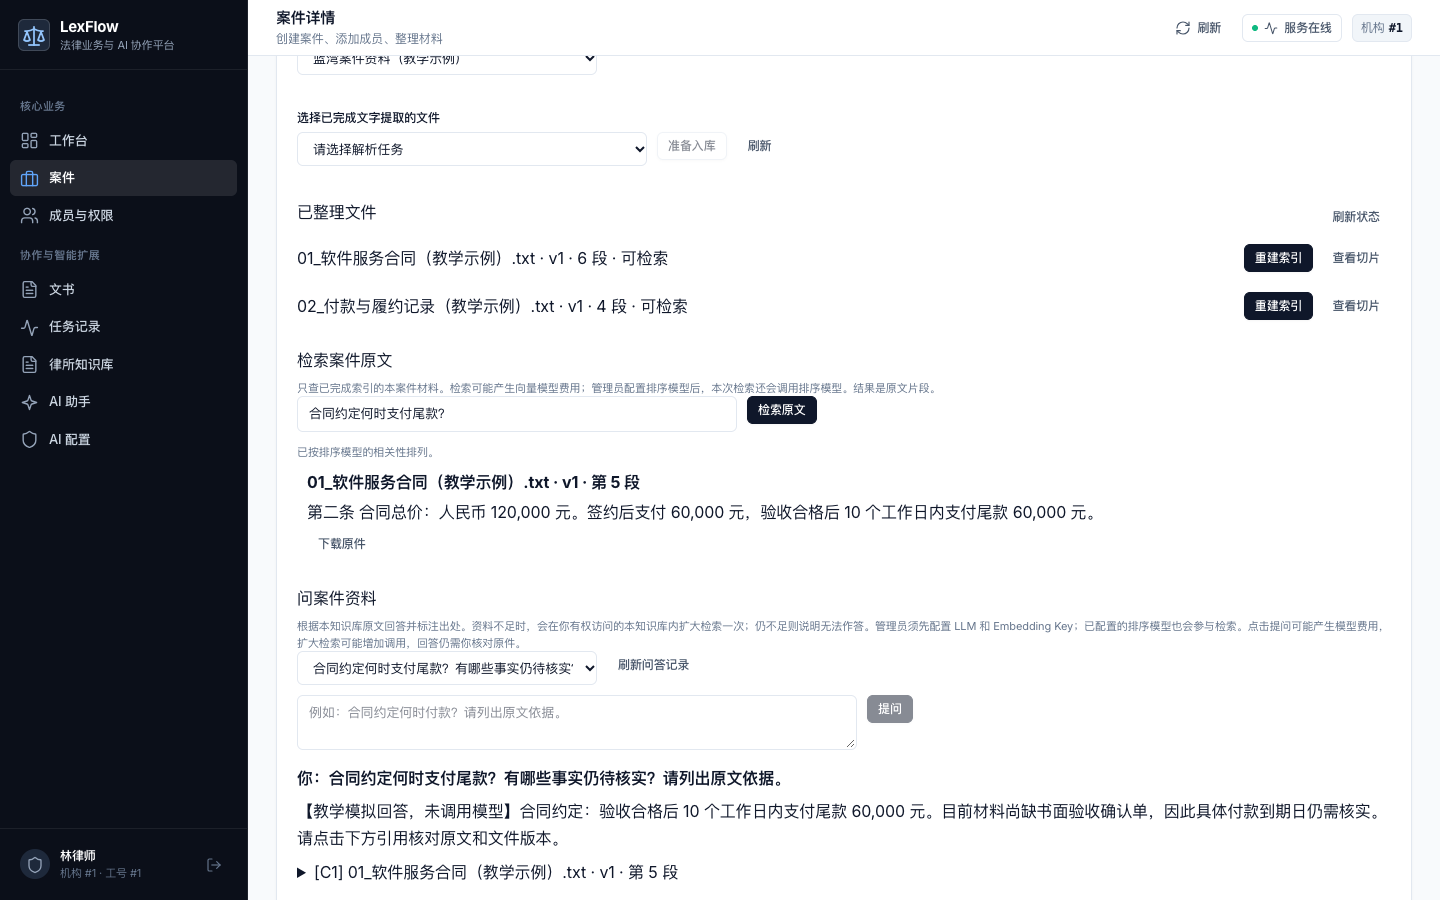 LexFlow
法律业务与 AI 协作平台
核心业务
工作台
案件
成员与权限
协作与智能扩展
文书
任务记录
律所知识库
AI 助手
AI 配置
林律师
机构 #1 · 工号 #1
案件详情
创建案件、添加成员、整理材料
刷新
服务在线
机构 #1
蓝湾案件资料（教学示例）
选择已完成文字提取的文件
请选择解析任务
准备入库
刷新
已整理文件
刷新状态
01_软件服务合同（教学示例）.txt · v1 · 6 段 · 可检索
重建索引
查看切片
02_付款与履约记录（教学示例）.txt · v1 · 4 段 · 可检索
重建索引
查看切片
检索案件原文
只查已完成索引的本案件材料。检索可能产生向量模型费用；管理员配置排序模型后，本次检索还会调用排序模型。结果是原文片段。
合同约定何时支付尾款?
检索原文
已按排序模型的相关性排列。
01_软件服务合同（教学示例）.txt · v1 · 第 5 段
第二条 合同总价：人民币 120,000 元。签约后支付 60,000 元，验收合格后 10 个工作日内支付尾款 60,000 元。
下载原件
问案件资料
根据本知识库原文回答并标注出处。资料不足时，会在你有权访问的本知识库内扩大检索一次；仍不足则说明无法作答。管理员须先配置 LLM 和 Embedding Key；已配置的排序模型也会参与检索。点击提问可能产生模型费用，
扩大检索可能增加调用，回答仍需你核对原件。
合同约定何时支付尾款？有哪些事实仍待核实?
刷新问答记录
例如：合同约定何时付款？请列出原文依据。
提问
你：合同约定何时支付尾款？有哪些事实仍待核实？请列出原文依据。
【教学模拟回答，未调用模型】合同约定：验收合格后 10 个工作日内支付尾款 60,000 元。目前材料尚缺书面验收确认单，因此具体付款到期日仍需核实。
请点击下方引用核对原文和文件版本。
[C1] 01_软件服务合同（教学示例）.txt · v1 · 第 5 段